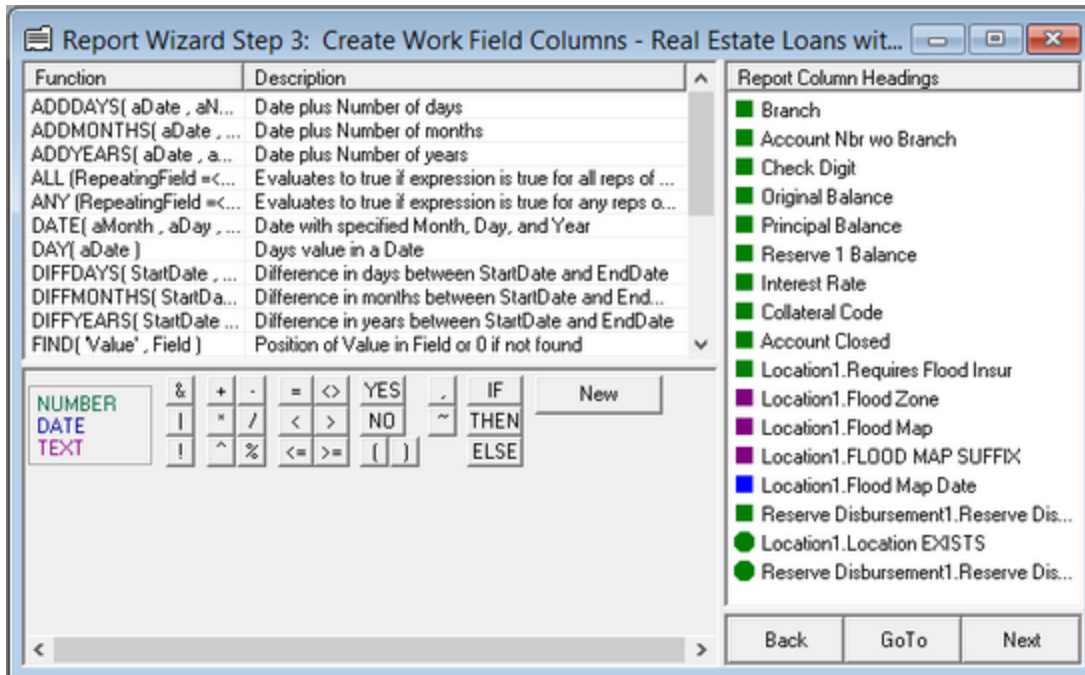 Report Wizard Step 3: Create Work Field Columns - Real Estate Loans wit...
Function Description
ADDDAYS( aDate , aN... Date plus Number of days
ADDMONTHS( aDate , ... Date plus Number of months
ADDYEARS( aDate , a... Date plus Number of years
ALL (RepeatingField =<... Evaluates to true if expression is true for all reps of ...
ANY (RepeatingField =<... Evaluates to true if expression is true for any reps o...
DATE( aMonth , aDay , ... Date with specified Month, Day, and Year
DAY( aDate ) Days value in a Date
DIFFDAYS( StartDate , ... Difference in days between StartDate and EndDate
DIFFMONTHS( StartDa... Difference in months between StartDate and End...
DIFFYEARS( StartDate ... Difference in years between StartDate and EndDate
FIND( 'Value' , Field ) Position of Value in Field or 0 if not found
NUMBER
DATE
TEXT
& + - = <> YES , IF New
| * / < > NO ~ THEN
! ^ % <= >= ( ) ELSE
Report Column Headings
Branch
Account Nbr wo Branch
Check Digit
Original Balance
Principal Balance
Reserve 1 Balance
Interest Rate
Collateral Code
Account Closed
Location1.Requires Flood Insur
Location1.Flood Zone
Location1.Flood Map
Location1.FLOOD MAP SUFFIX
Location1.Flood Map Date
Reserve Disbursement1.Reserve Dis...
Location1.Location EXISTS
Reserve Disbursement1.Reserve Dis...
Back GoTo Next